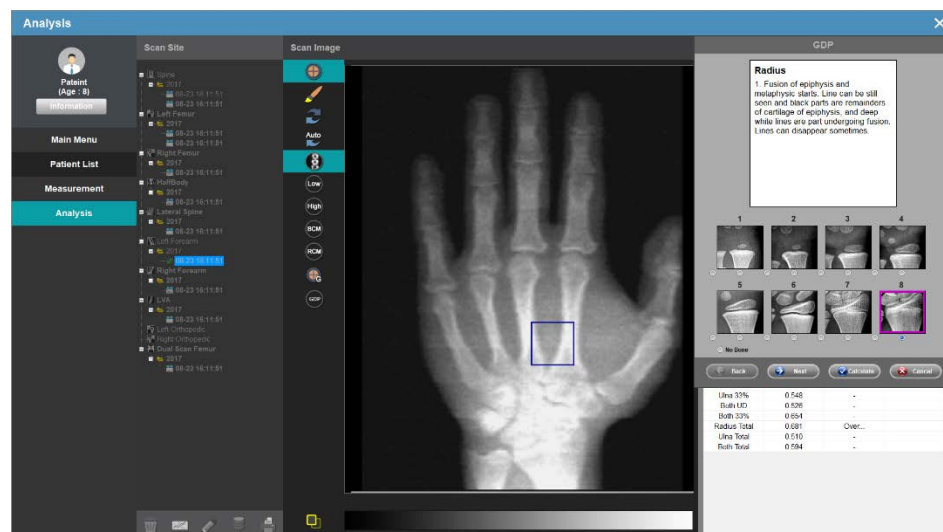 Analysis
Pateint
(Age : 8)
Information
Main Menu
Patient List
Measurement
Analysis
Scan Site
Spine
2017
08-23 16:11:51
08-23 16:11:51
Left Femur
2017
08-23 16:11:51
08-23 16:11:51
Right Femur
2017
08-23 16:11:51
HalfBody
2017
08-23 16:11:51
Lateral Spine
2017
08-23 16:11:51
Left Forearm
2017
08-23 16:11:51
Right Forearm
2017
08-23 16:11:51
LVA
2017
08-23 16:11:51
Left Orthopedic
Right Orthopedic
Dual Scan Femur
2017
08-23 16:11:51
Scan Image
Auto
Low
High
BCM
RCM
G
GDP
GDP
Radius
1. Fusion of epiphysis and
metaphysic starts. Line can be still
seen and black parts are remainders
of cartilage of epiphysis, and deep
white lines are part undergoing fusion.
Lines can disappear sometimes.
1 2 3 4
5 6 7 8
No Bone
Back Next Calculate Cancel
Ulna 33% 0.548 -
Both UD 0.526 -
Both 33% 0.654 -
Radius Total 0.681 Over...
Ulna Total 0.510 -
Both Total 0.594 -